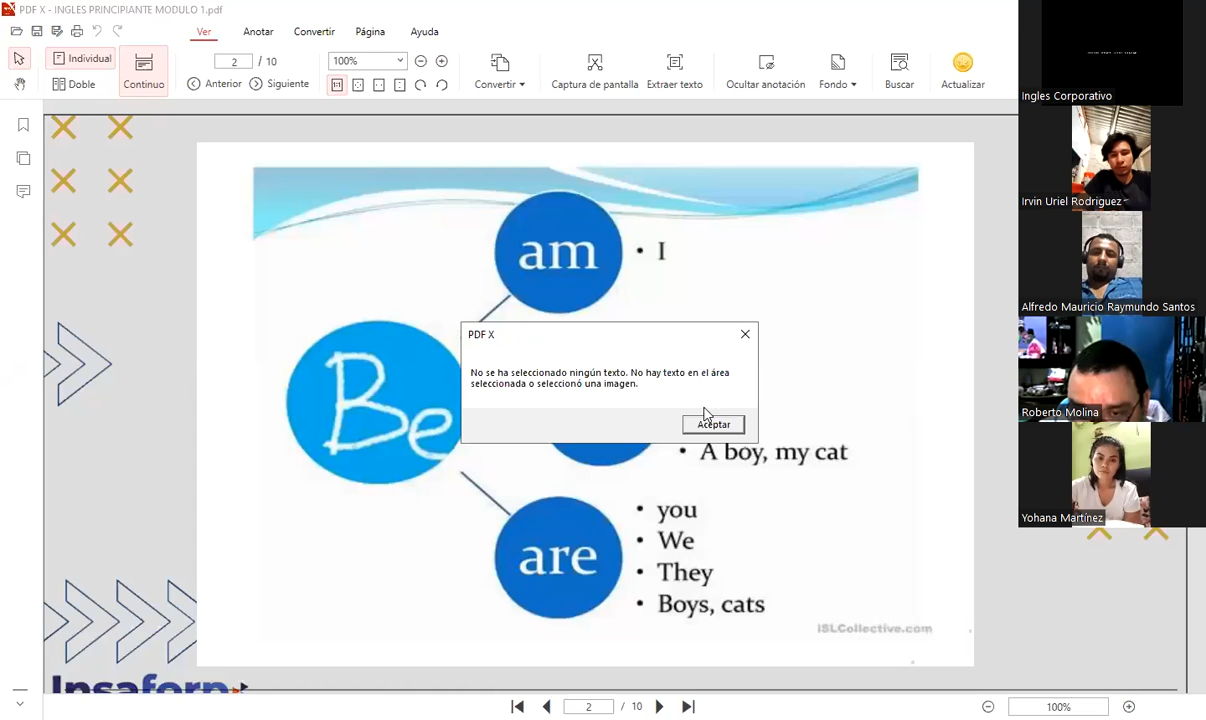 PDF X - INGLES PRINCIPIANTE MODULO 1.pdf
Ver Anotar Convertir Página Ayuda
Individual
Doble
Continuo
2 / 10
Anterior Siguiente
100%
Convertir
Captura de pantalla
Extraer texto
Ocultar anotación
Fondo
Buscar
Actualizar
Ingles Corporativo
Irvin Uriel Rodriguez
Alfredo Mauricio Raymundo Santos
Roberto Molina
Yohana Martínez
am
• I
Be
PDF X
No se ha seleccionado ningún texto. No hay texto en el área
seleccionada o seleccionó una imagen.
Aceptar
• A boy, my cat
are
• you
• We
• They
• Boys, cats
iSLCollective.com
Insaforp
2 / 10
100%